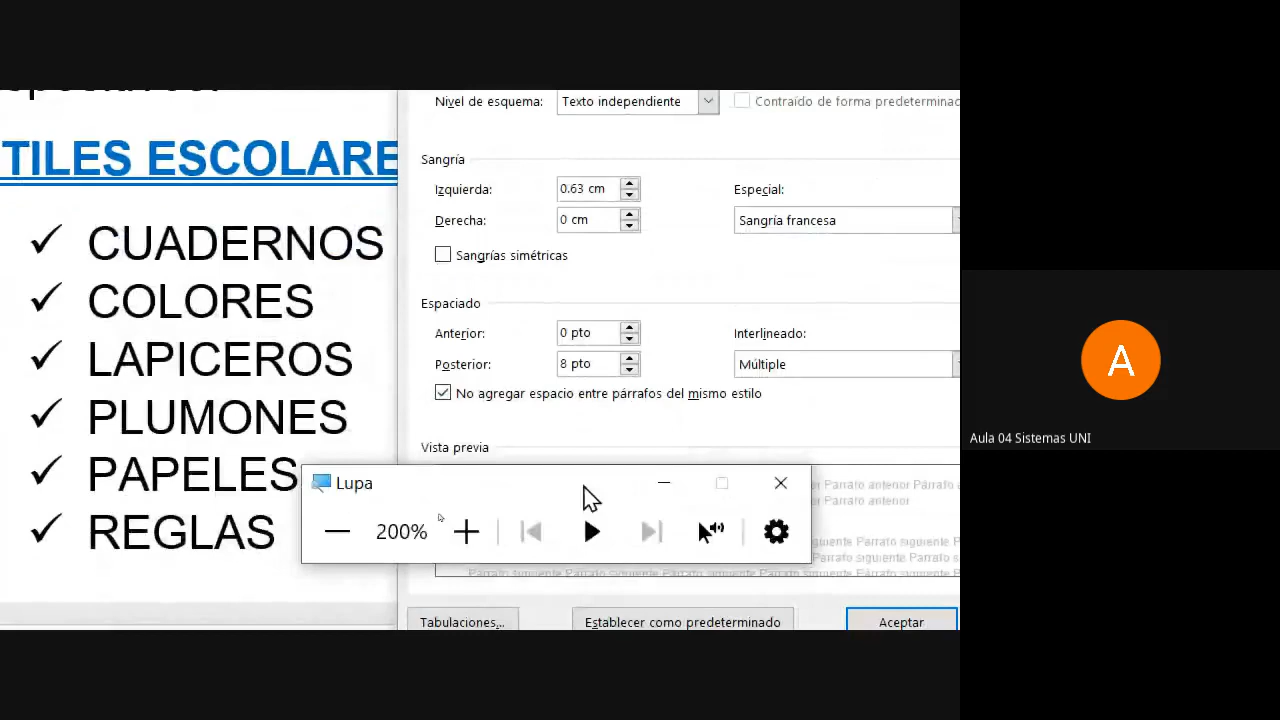 TILES ESCOLARE
CUADERNOS
COLORES
LAPICEROS
PLUMONES
PAPELES
REGLAS
Nivel de esquema: Texto independiente Contraído de forma predeterminac
Sangría
Izquierda: 0.63 cm Especial:
Derecha: 0 cm Sangría francesa
Sangrías simétricas
Espaciado
Anterior: 0 pto Interlineado:
Posterior: 8 pto Múltiple
No agregar espacio entre párrafos del mismo estilo
Vista previa
Lupa
200%
Tabulaciones... Establecer como predeterminado Aceptar
A
Aula 04 Sistemas UNI